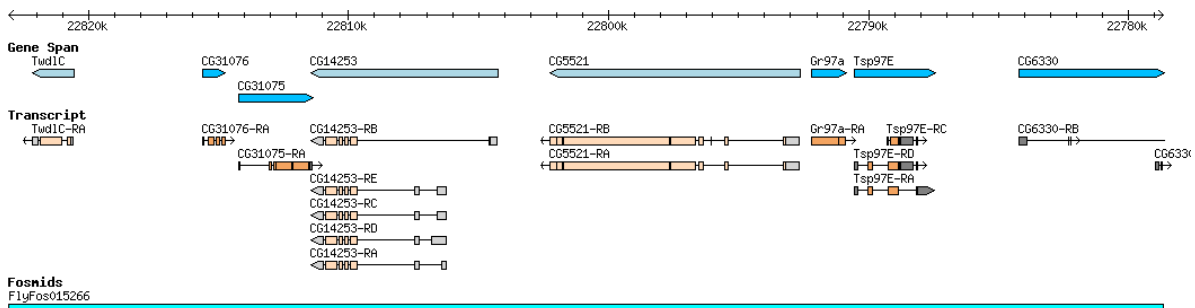 22820k 22810k 22800k 22790k 22780k
Gene Span
TwdlC CG31076 CG14253 CG5521 Gr97a Tsp97E CG6330
CG31075
Transcript
TwdlC-RA CG31076-RA CG14253-RB CG5521-RB Gr97a-RA Tsp97E-RC CG6330-RB
CG31075-RA CG5521-RA Tsp97E-RD CG6330
CG14253-RE Tsp97E-RA
CG14253-RC
CG14253-RD
CG14253-RA
Fosmids
FlyFos015266